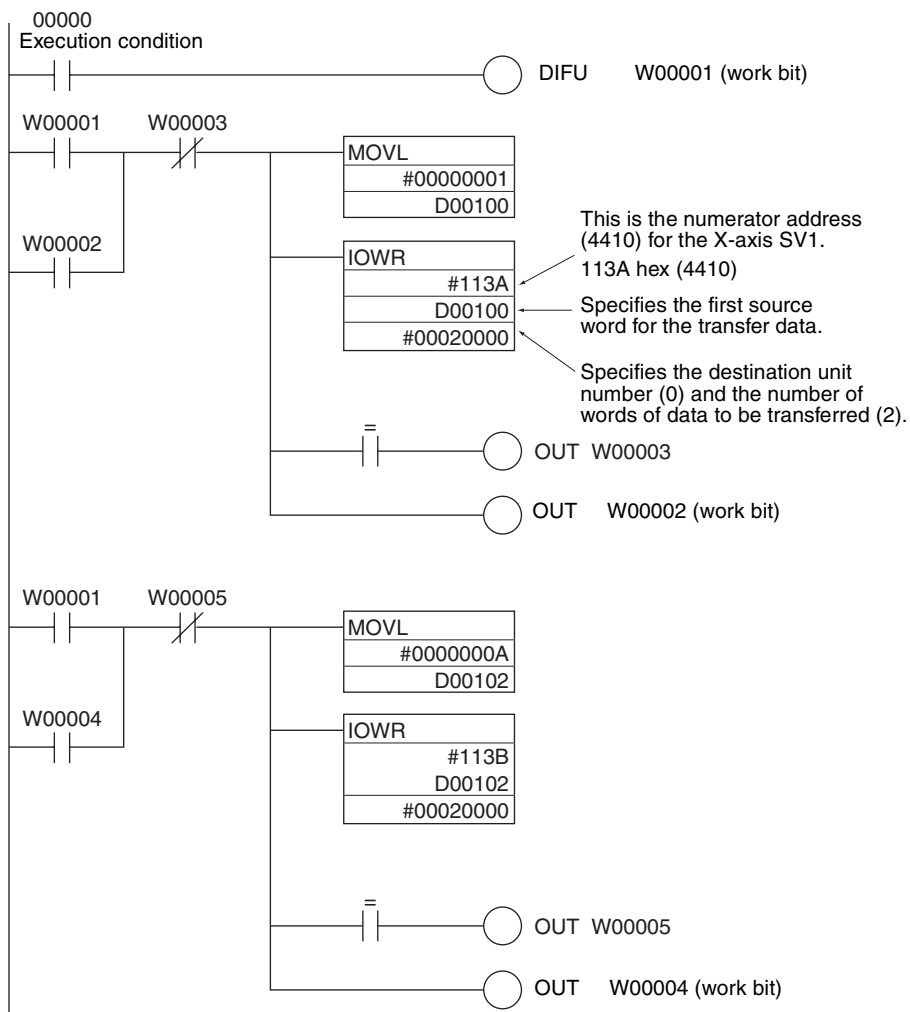 00000
Execution condition
DIFU W00001 (work bit)
W00001 W00003
MOVL
#00000001
D00100
This is the numerator address
(4410) for the X-axis SV1.
113A hex (4410)
W00002
IOWR
#113A
D00100
#00020000
Specifies the first source
word for the transfer data.
Specifies the destination unit
number (0) and the number of
words of data to be transferred (2).
=
OUT W00003
OUT W00002 (work bit)
W00001 W00005
MOVL
#0000000A
D00102
W00004
IOWR
#113B
D00102
#00020000
=
OUT W00005
OUT W00004 (work bit)